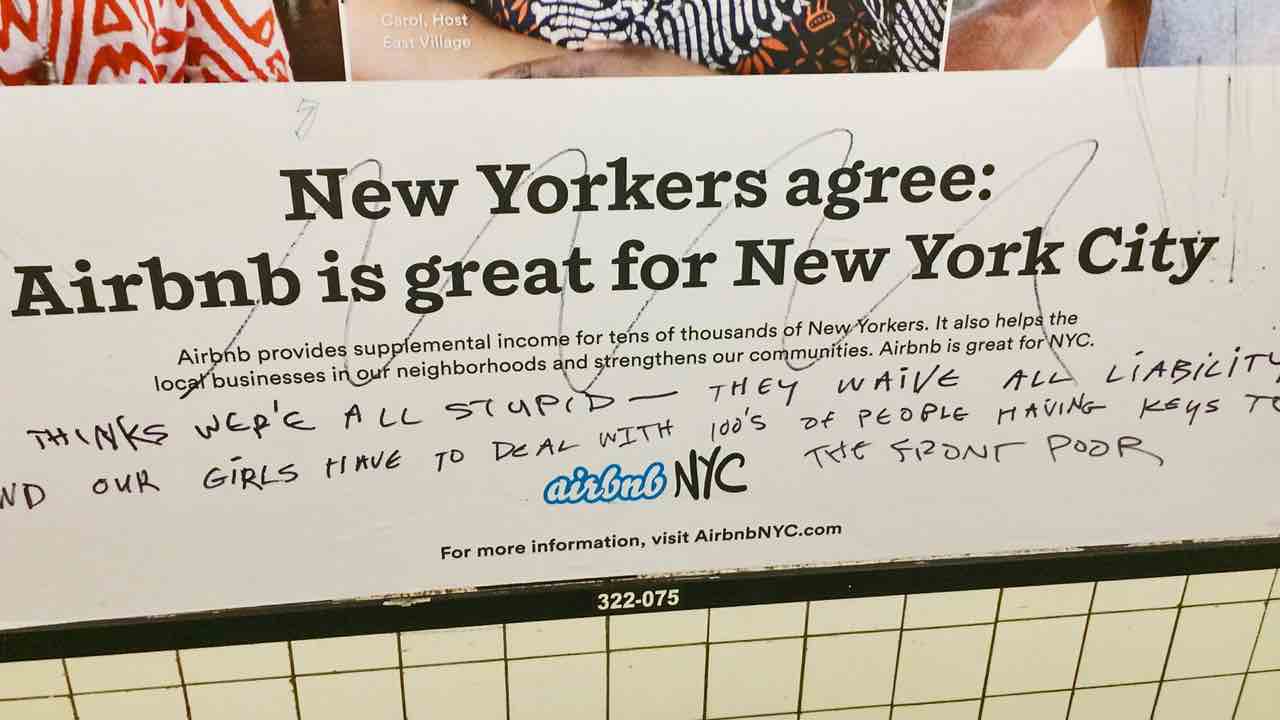 Carol, Host
East Village
New Yorkers agree:
Airbnb is great for New York City
Airbnb provides supplemental income for tens of thousands of New Yorkers. It also helps the
local businesses in our neighborhoods and strengthens our communities. Airbnb is great for NYC.
THINKS WER'E ALL STUPID — THEY WAIVE ALL LIABILITY
ND OUR GIRLS HAVE TO DEAL WITH 100'S OF PEOPLE HAVING KEYS TO
THE FRONT POOR
airbnb NYC
For more information, visit AirbnbNYC.com
322-075